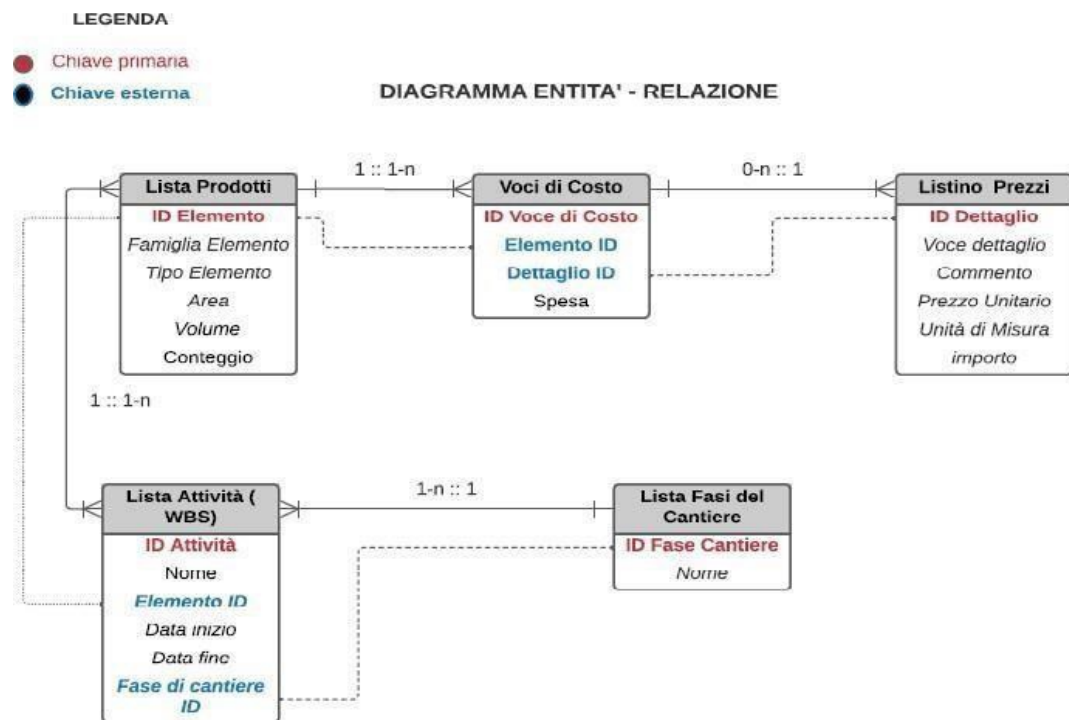 LEGENDA
Chiave primaria
Chiave esterna
DIAGRAMMA ENTITA' - RELAZIONE
1 :: 1-n
0-n :: 1
Lista Prodotti
ID Elemento
Famiglia Elemento
Tipo Elemento
Area
Volume
Conteggio
Voci di Costo
ID Voce di Costo
Elemento ID
Dettaglio ID
Spesa
Listino Prezzi
ID Dettaglio
Voce dettaglio
Commento
Prezzo Unitario
Unità di Misura
importo
1 :: 1-n
1-n :: 1
Lista Attività (
WBS)
ID Attività
Nome
Elemento ID
Data inizio
Data fine
Fase di cantiere
ID
Lista Fasi del
Cantiere
ID Fase Cantiere
Nome